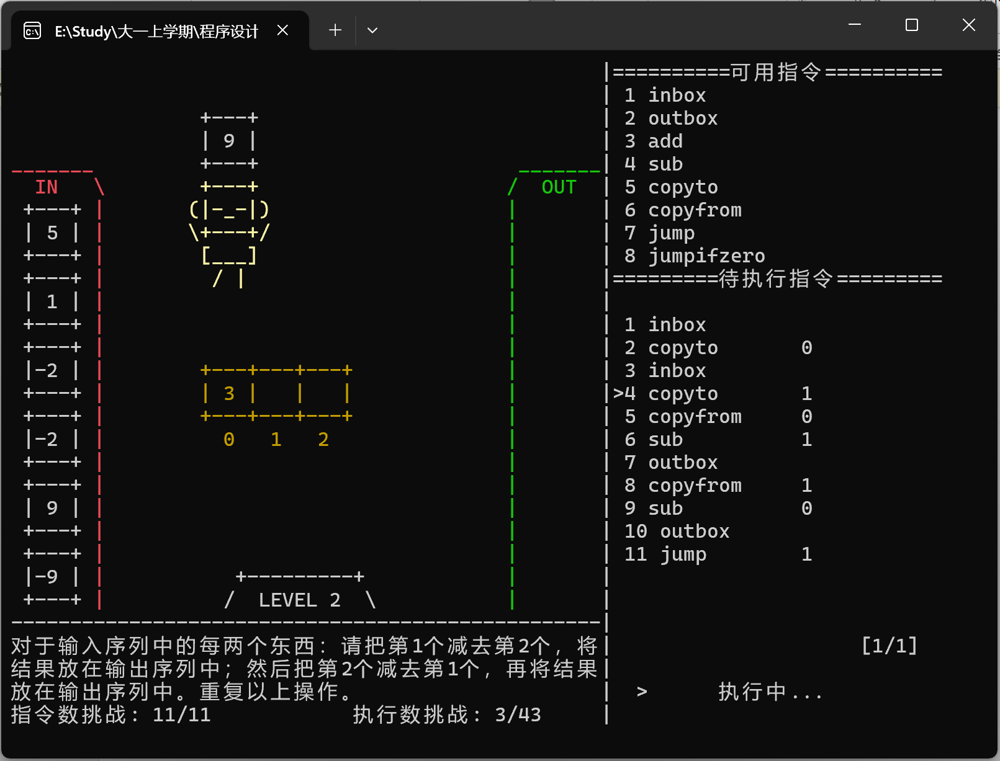 E:\Study\大一上学期\程序设计
==========可用指令==========
1 inbox
2 outbox
3 add
4 sub
5 copyto
6 copyfrom
7 jump
8 jumpifzero
=========待执行指令=========
1 inbox
2 copyto 0
3 inbox
>4 copyto 1
5 copyfrom 0
6 sub 1
7 outbox
8 copyfrom 1
9 sub 0
10 outbox
11 jump 1
[1/1]
> 执行中...
9
IN
5
1
-2
-2
9
-9
OUT
3
0 1 2
LEVEL 2
对于输入序列中的每两个东西：请把第1个减去第2个，将
结果放在输出序列中；然后把第2个减去第1个，再将结果
放在输出序列中。重复以上操作。
指令数挑战：11/11 执行数挑战：3/43